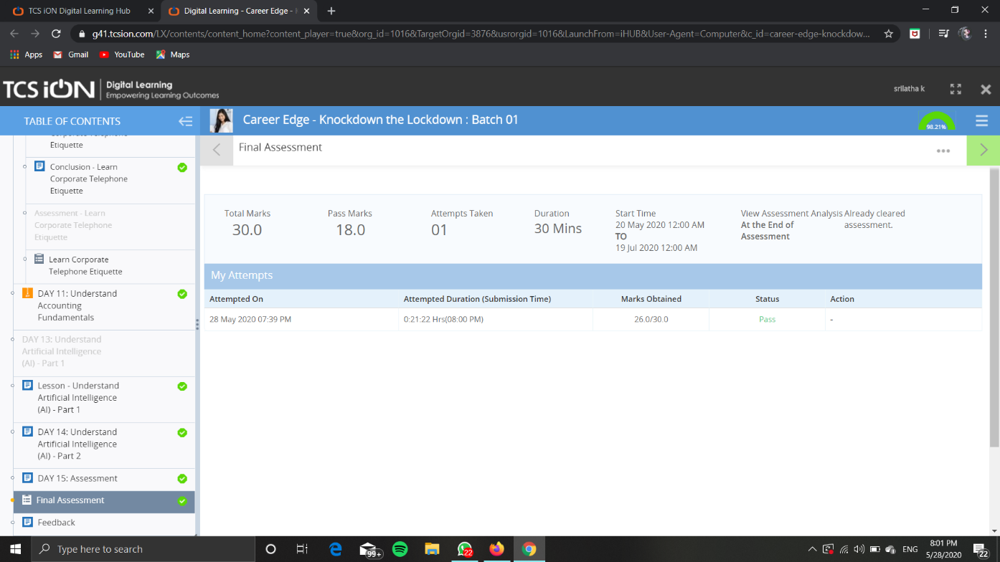 TCS iON Digital Learning Hub
Digital Learning - Career Edge -
g41.tcsion.com/LX/contents/content_home?content_player=true&org_id=1016&TargetOrgid=3876&usrorgid=1016&LaunchFrom=iHUB&User-Agent=Computer&c_id=career-edge-knockdow...
Apps Gmail YouTube Maps
TCS iON Digital Learning
Empowering Learning Outcomes
srilatha k
TABLE OF CONTENTS
Career Edge - Knockdown the Lockdown : Batch 01
98.21%
Final Assessment
Etiquette
Conclusion - Learn
Corporate Telephone
Etiquette
Assessment - Learn
Corporate Telephone
Etiquette
Learn Corporate
Telephone Etiquette
DAY 11: Understand
Accounting
Fundamentals
DAY 13: Understand
Artificial Intelligence
(AI) - Part 1
Lesson - Understand
Artificial Intelligence
(AI) - Part 1
DAY 14: Understand
Artificial Intelligence
(AI) - Part 2
DAY 15: Assessment
Final Assessment
Feedback
Total Marks
30.0
Pass Marks
18.0
Attempts Taken
01
Duration
30 Mins
Start Time
20 May 2020 12:00 AM
TO
19 Jul 2020 12:00 AM
View Assessment Analysis
At the End of
Assessment
Already cleared
assessment.
My Attempts
Attempted On Attempted Duration (Submission Time) Marks Obtained Status Action
28 May 2020 07:39 PM 0:21:22 Hrs(08:00 PM) 26.0/30.0 Pass -
Type here to search
99+
22
ENG
8:01 PM
5/28/2020
22